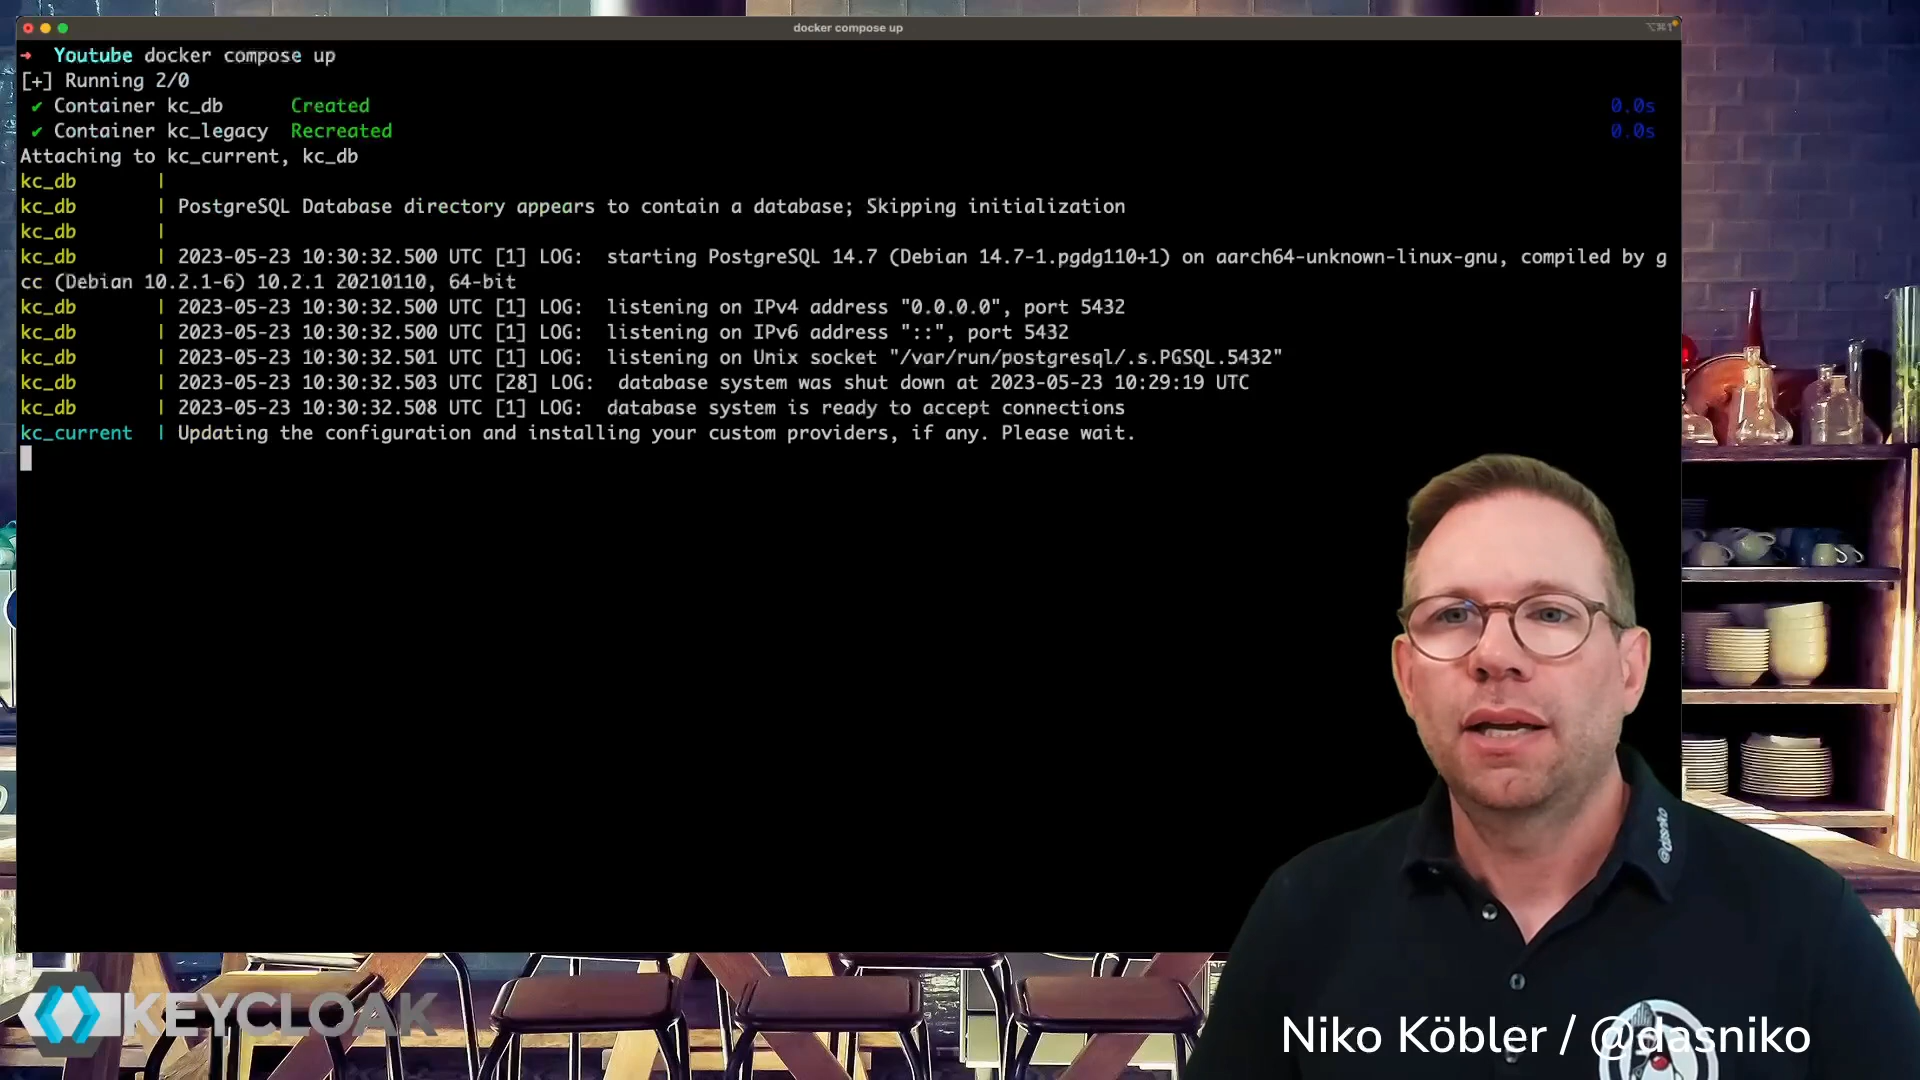 docker compose up
⌥⌘1
→ Youtube docker compose up
[+] Running 2/0
✔ Container kc_db Created 0.0s
✔ Container kc_legacy Recreated 0.0s
Attaching to kc_current, kc_db
kc_db |
kc_db | PostgreSQL Database directory appears to contain a database; Skipping initialization
kc_db |
kc_db | 2023-05-23 10:30:32.500 UTC [1] LOG: starting PostgreSQL 14.7 (Debian 14.7-1.pgdg110+1) on aarch64-unknown-linux-gnu, compiled by g
cc (Debian 10.2.1-6) 10.2.1 20210110, 64-bit
kc_db | 2023-05-23 10:30:32.500 UTC [1] LOG: listening on IPv4 address "0.0.0.0", port 5432
kc_db | 2023-05-23 10:30:32.500 UTC [1] LOG: listening on IPv6 address "::", port 5432
kc_db | 2023-05-23 10:30:32.501 UTC [1] LOG: listening on Unix socket "/var/run/postgresql/.s.PGSQL.5432"
kc_db | 2023-05-23 10:30:32.503 UTC [28] LOG: database system was shut down at 2023-05-23 10:29:19 UTC
kc_db | 2023-05-23 10:30:32.508 UTC [1] LOG: database system is ready to accept connections
kc_current | Updating the configuration and installing your custom providers, if any. Please wait.
@dasniko
KEYCLOAK
Niko Köbler / @dasniko